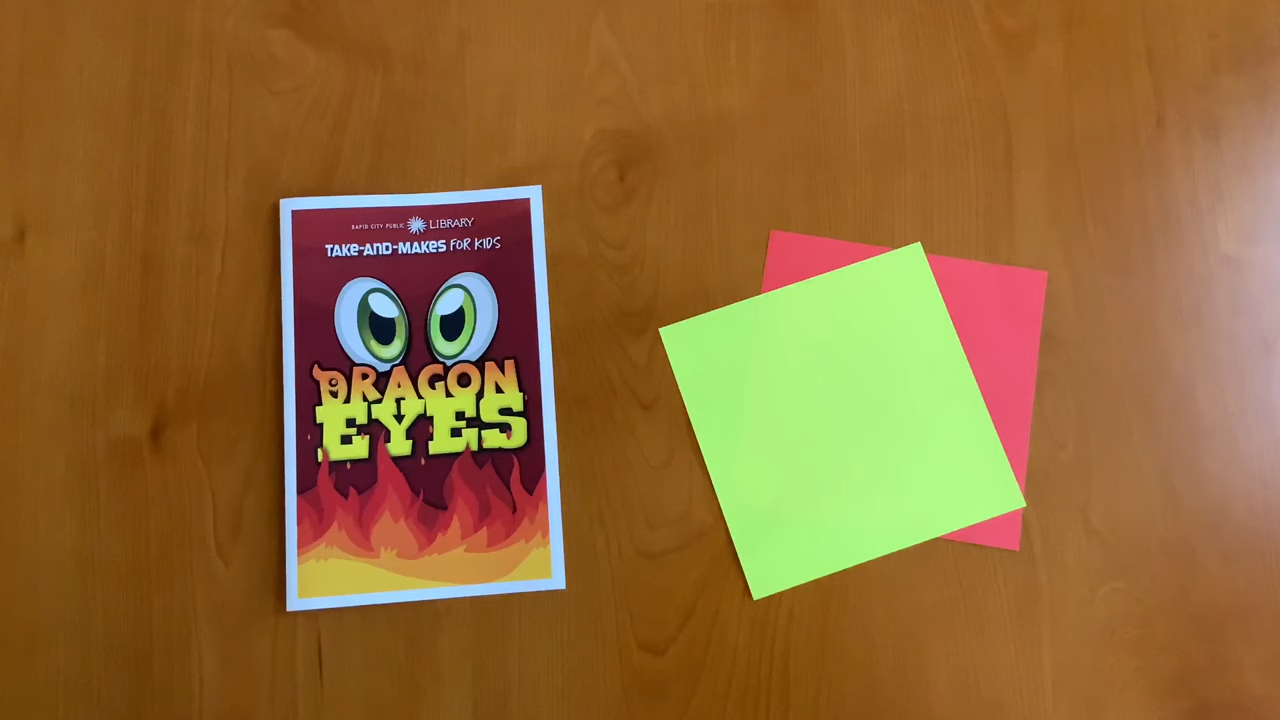 RAPID CITY PUBLIC LIBRARY
TAKE-AND-MAKES FOR KIDS
DRAGON
EYES